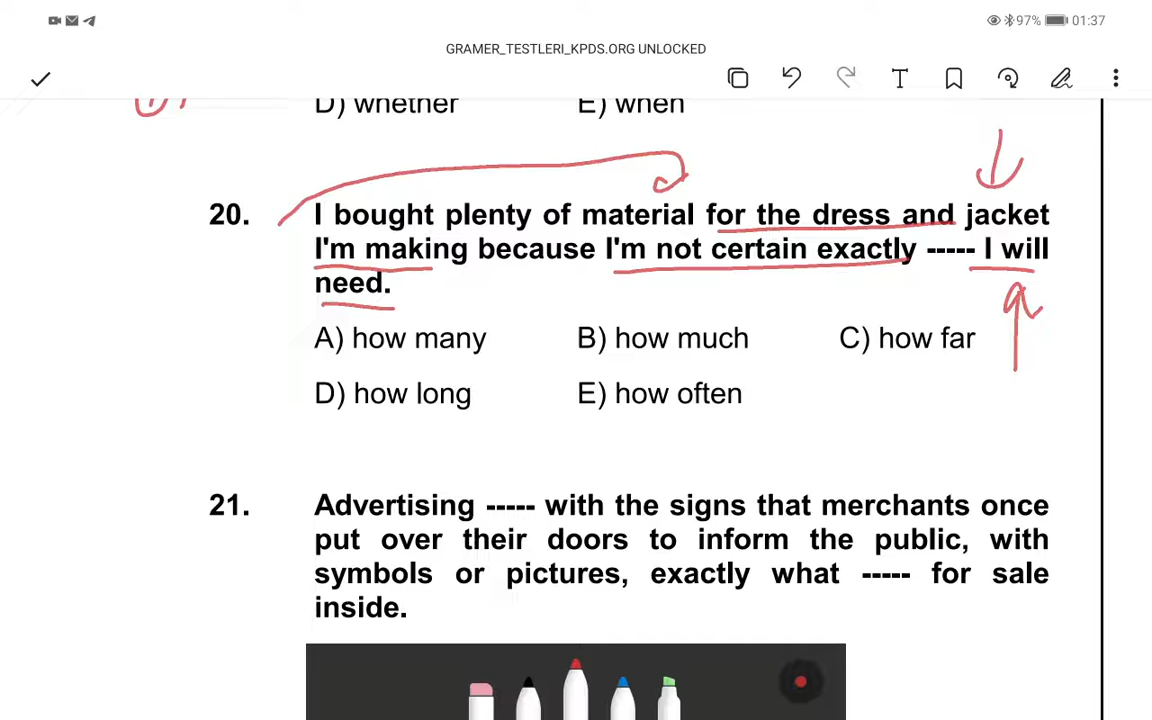 97% 01:37
GRAMER_TESTLERI_KPDS.ORG UNLOCKED
D) whether E) when
20. I bought plenty of material for the dress and jacket
I'm making because I'm not certain exactly ----- I will
need.
A) how many B) how much C) how far
D) how long E) how often
21. Advertising ----- with the signs that merchants once
put over their doors to inform the public, with
symbols or pictures, exactly what ----- for sale
inside.